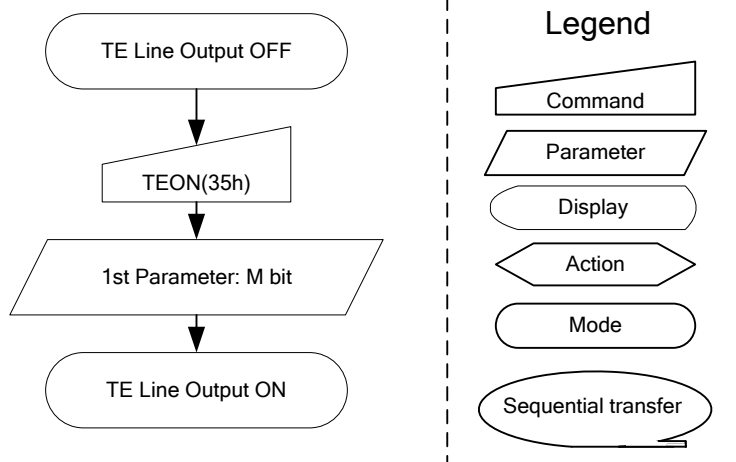 TE Line Output OFF
TEON(35h)
1st Parameter: M bit
TE Line Output ON
Legend
Command
Parameter
Display
Action
Mode
Sequential transfer